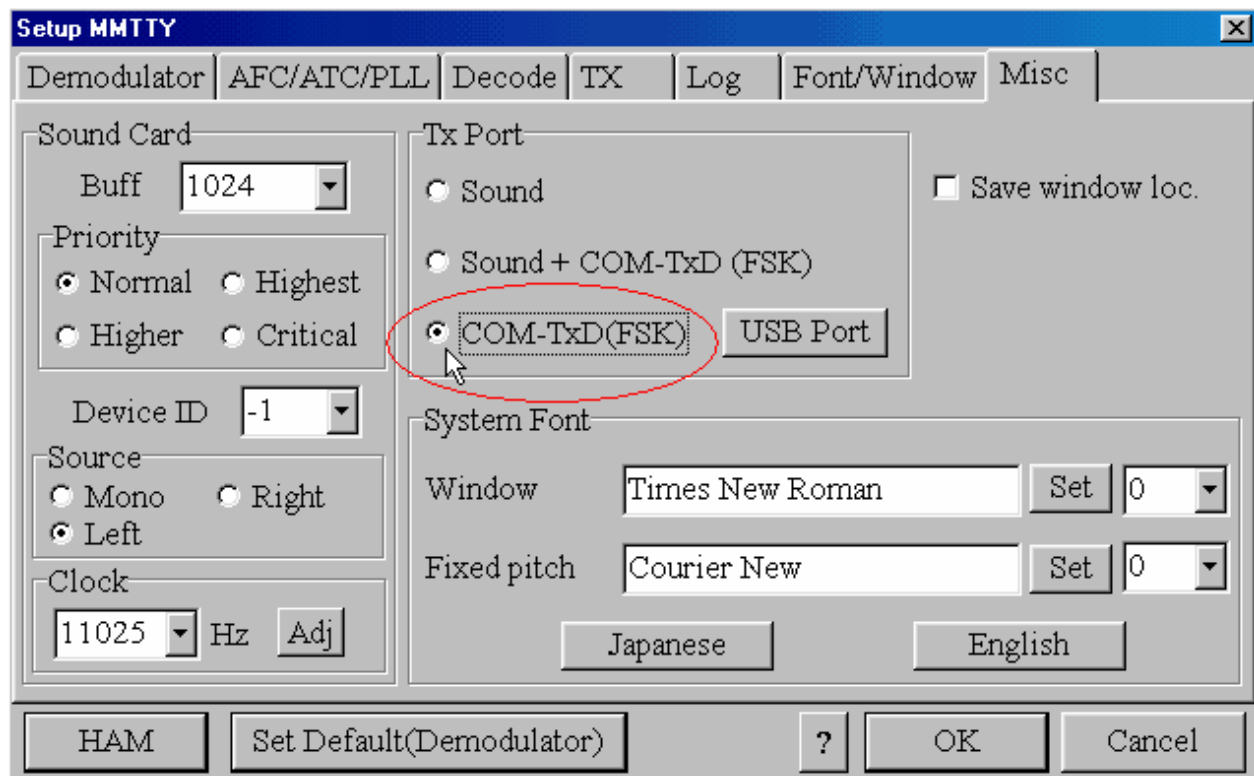 Setup MMTTY
Demodulator AFC/ATC/PLL Decode TX Log Font/Window Misc
Sound Card
Buff 1024
Priority
Normal Highest
Higher Critical
Device ID -1
Source
Mono Right
Left
Clock
11025 Hz Adj
Tx Port
Sound
Sound + COM-TxD (FSK)
COM-TxD(FSK) USB Port
Save window loc.
System Font
Window Times New Roman Set 0
Fixed pitch Courier New Set 0
Japanese English
HAM Set Default(Demodulator) ? OK Cancel